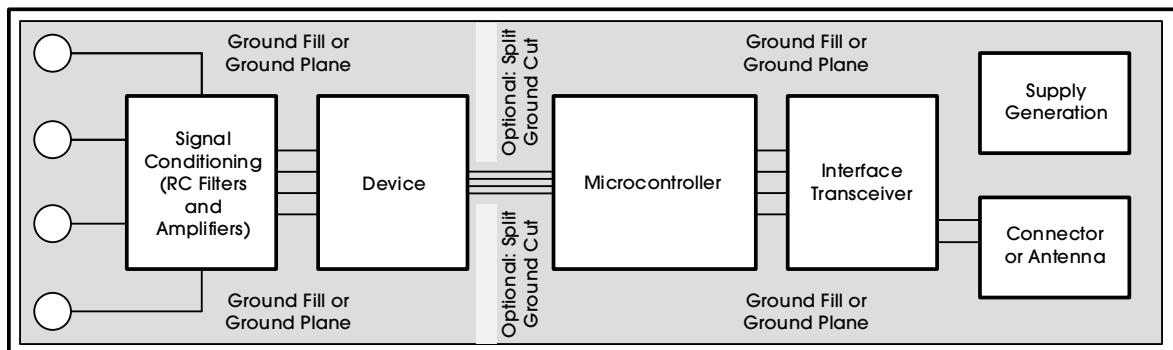 Ground Fill or
Ground Plane
Optional: Split
Ground Cut
Ground Fill or
Ground Plane
Supply
Generation
Signal
Conditioning
(RC Filters
and
Amplifiers)
Device
Microcontroller
Interface
Transceiver
Connector
or Antenna
Ground Fill or
Ground Plane
Optional: Split
Ground Cut
Ground Fill or
Ground Plane